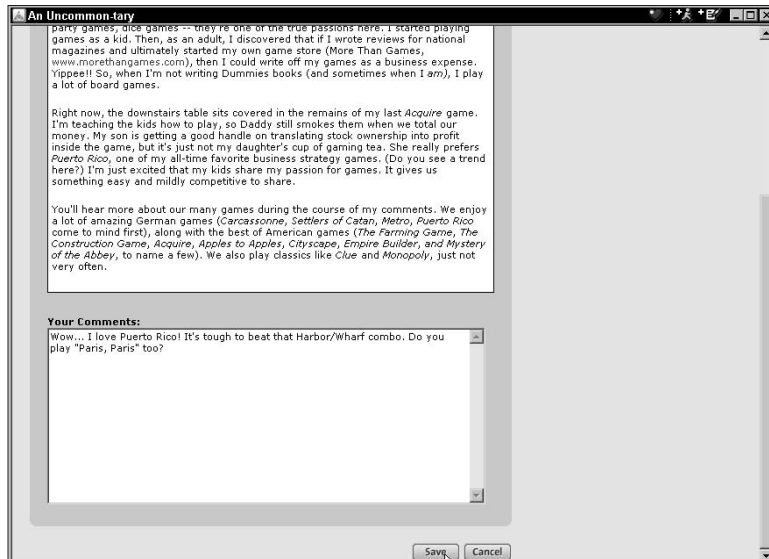 An Uncommon-tary
party games, dice games -- they're one of the true passions here. I started playing
games as a kid. Then, as an adult, I discovered that if I wrote reviews for national
magazines and ultimately started my own game store (More Than Games,
www.morethangames.com), then I could write off my games as a business expense.
Yippee!! So, when I'm not writing Dummies books (and sometimes when I am), I play
a lot of board games.
Right now, the downstairs table sits covered in the remains of my last Acquire game.
I'm teaching the kids how to play, so Daddy still smokes them when we total our
money. My son is getting a good handle on translating stock ownership into profit
inside the game, but it's just not my daughter's cup of gaming tea. She really prefers
Puerto Rico, one of my all-time favorite business strategy games. (Do you see a trend
here?) I'm just excited that my kids share my passion for games. It gives us
something easy and mildly competitive to share.
You'll hear more about our many games during the course of my comments. We enjoy
a lot of amazing German games (Carcassonne, Settlers of Catan, Metro, Puerto Rico
come to mind first), along with the best of American games (The Farming Game, The
Construction Game, Acquire, Apples to Apples, Cityscape, Empire Builder, and Mystery
of the Abbey, to name a few). We also play classics like Clue and Monopoly, just not
very often.
Your Comments:
Wow... I love Puerto Rico! It's tough to beat that Harbor/Wharf combo. Do you
play "Paris, Paris" too?
Save Cancel